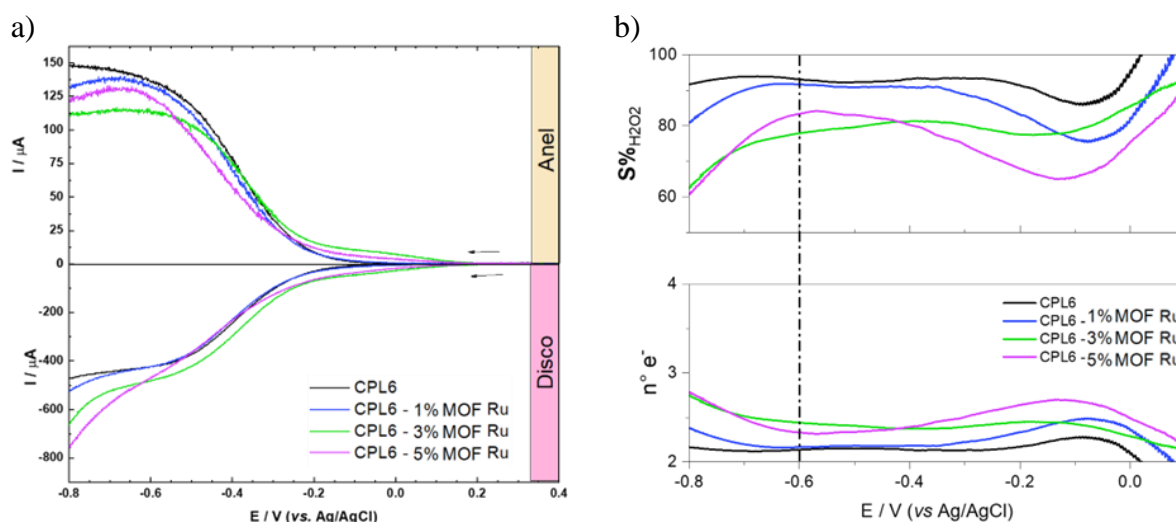 a)
b)
150
125
100
75
50
25
0
-200
-400
-600
-800
I / µA
I / µA
Anel
Disco
CPL6
CPL6 - 1% MOF Ru
CPL6 - 3% MOF Ru
CPL6 - 5% MOF Ru
-0.8 -0.6 -0.4 -0.2 0.0 0.2 0.4
E / V (vs. Ag/AgCl)
100
80
60
S%H2O2
4
3
2
n° e-
CPL6
CPL6 - 1% MOF Ru
CPL6 - 3% MOF Ru
CPL6 - 5% MOF Ru
-0.8 -0.6 -0.4 -0.2 0.0
E / V (vs Ag/AgCl)